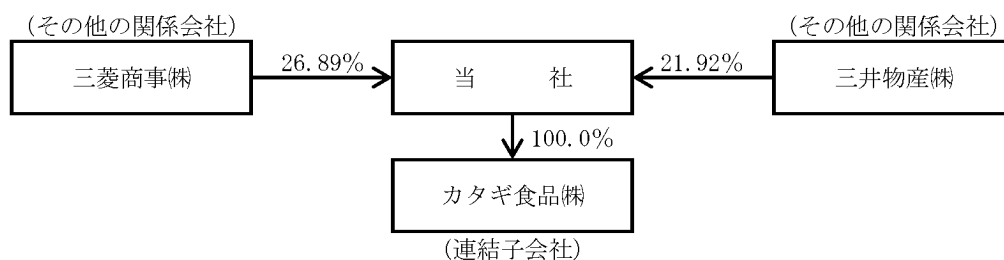 (その他の関係会社)
(その他の関係会社)
三菱商事㈱
26.89%
当 社
21.92%
三井物産㈱
100.0%
カタギ食品㈱
(連結子会社)